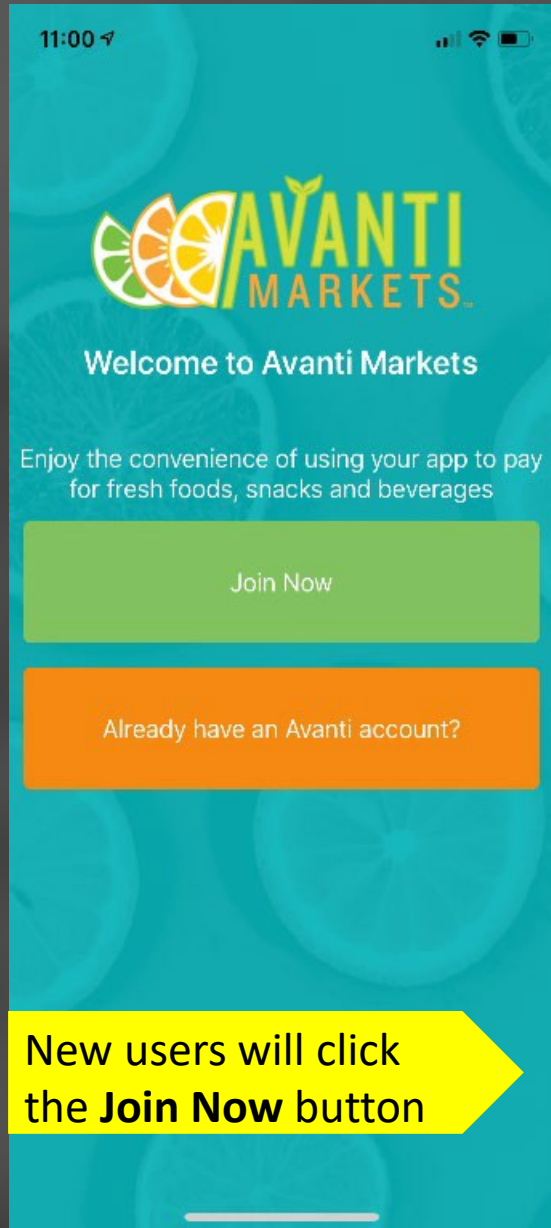 11:00
AVANTI
MARKETS™
Welcome to Avanti Markets
Enjoy the convenience of using your app to pay
for fresh foods, snacks and beverages
Join Now
Already have an Avanti account?
New users will click
the Join Now button